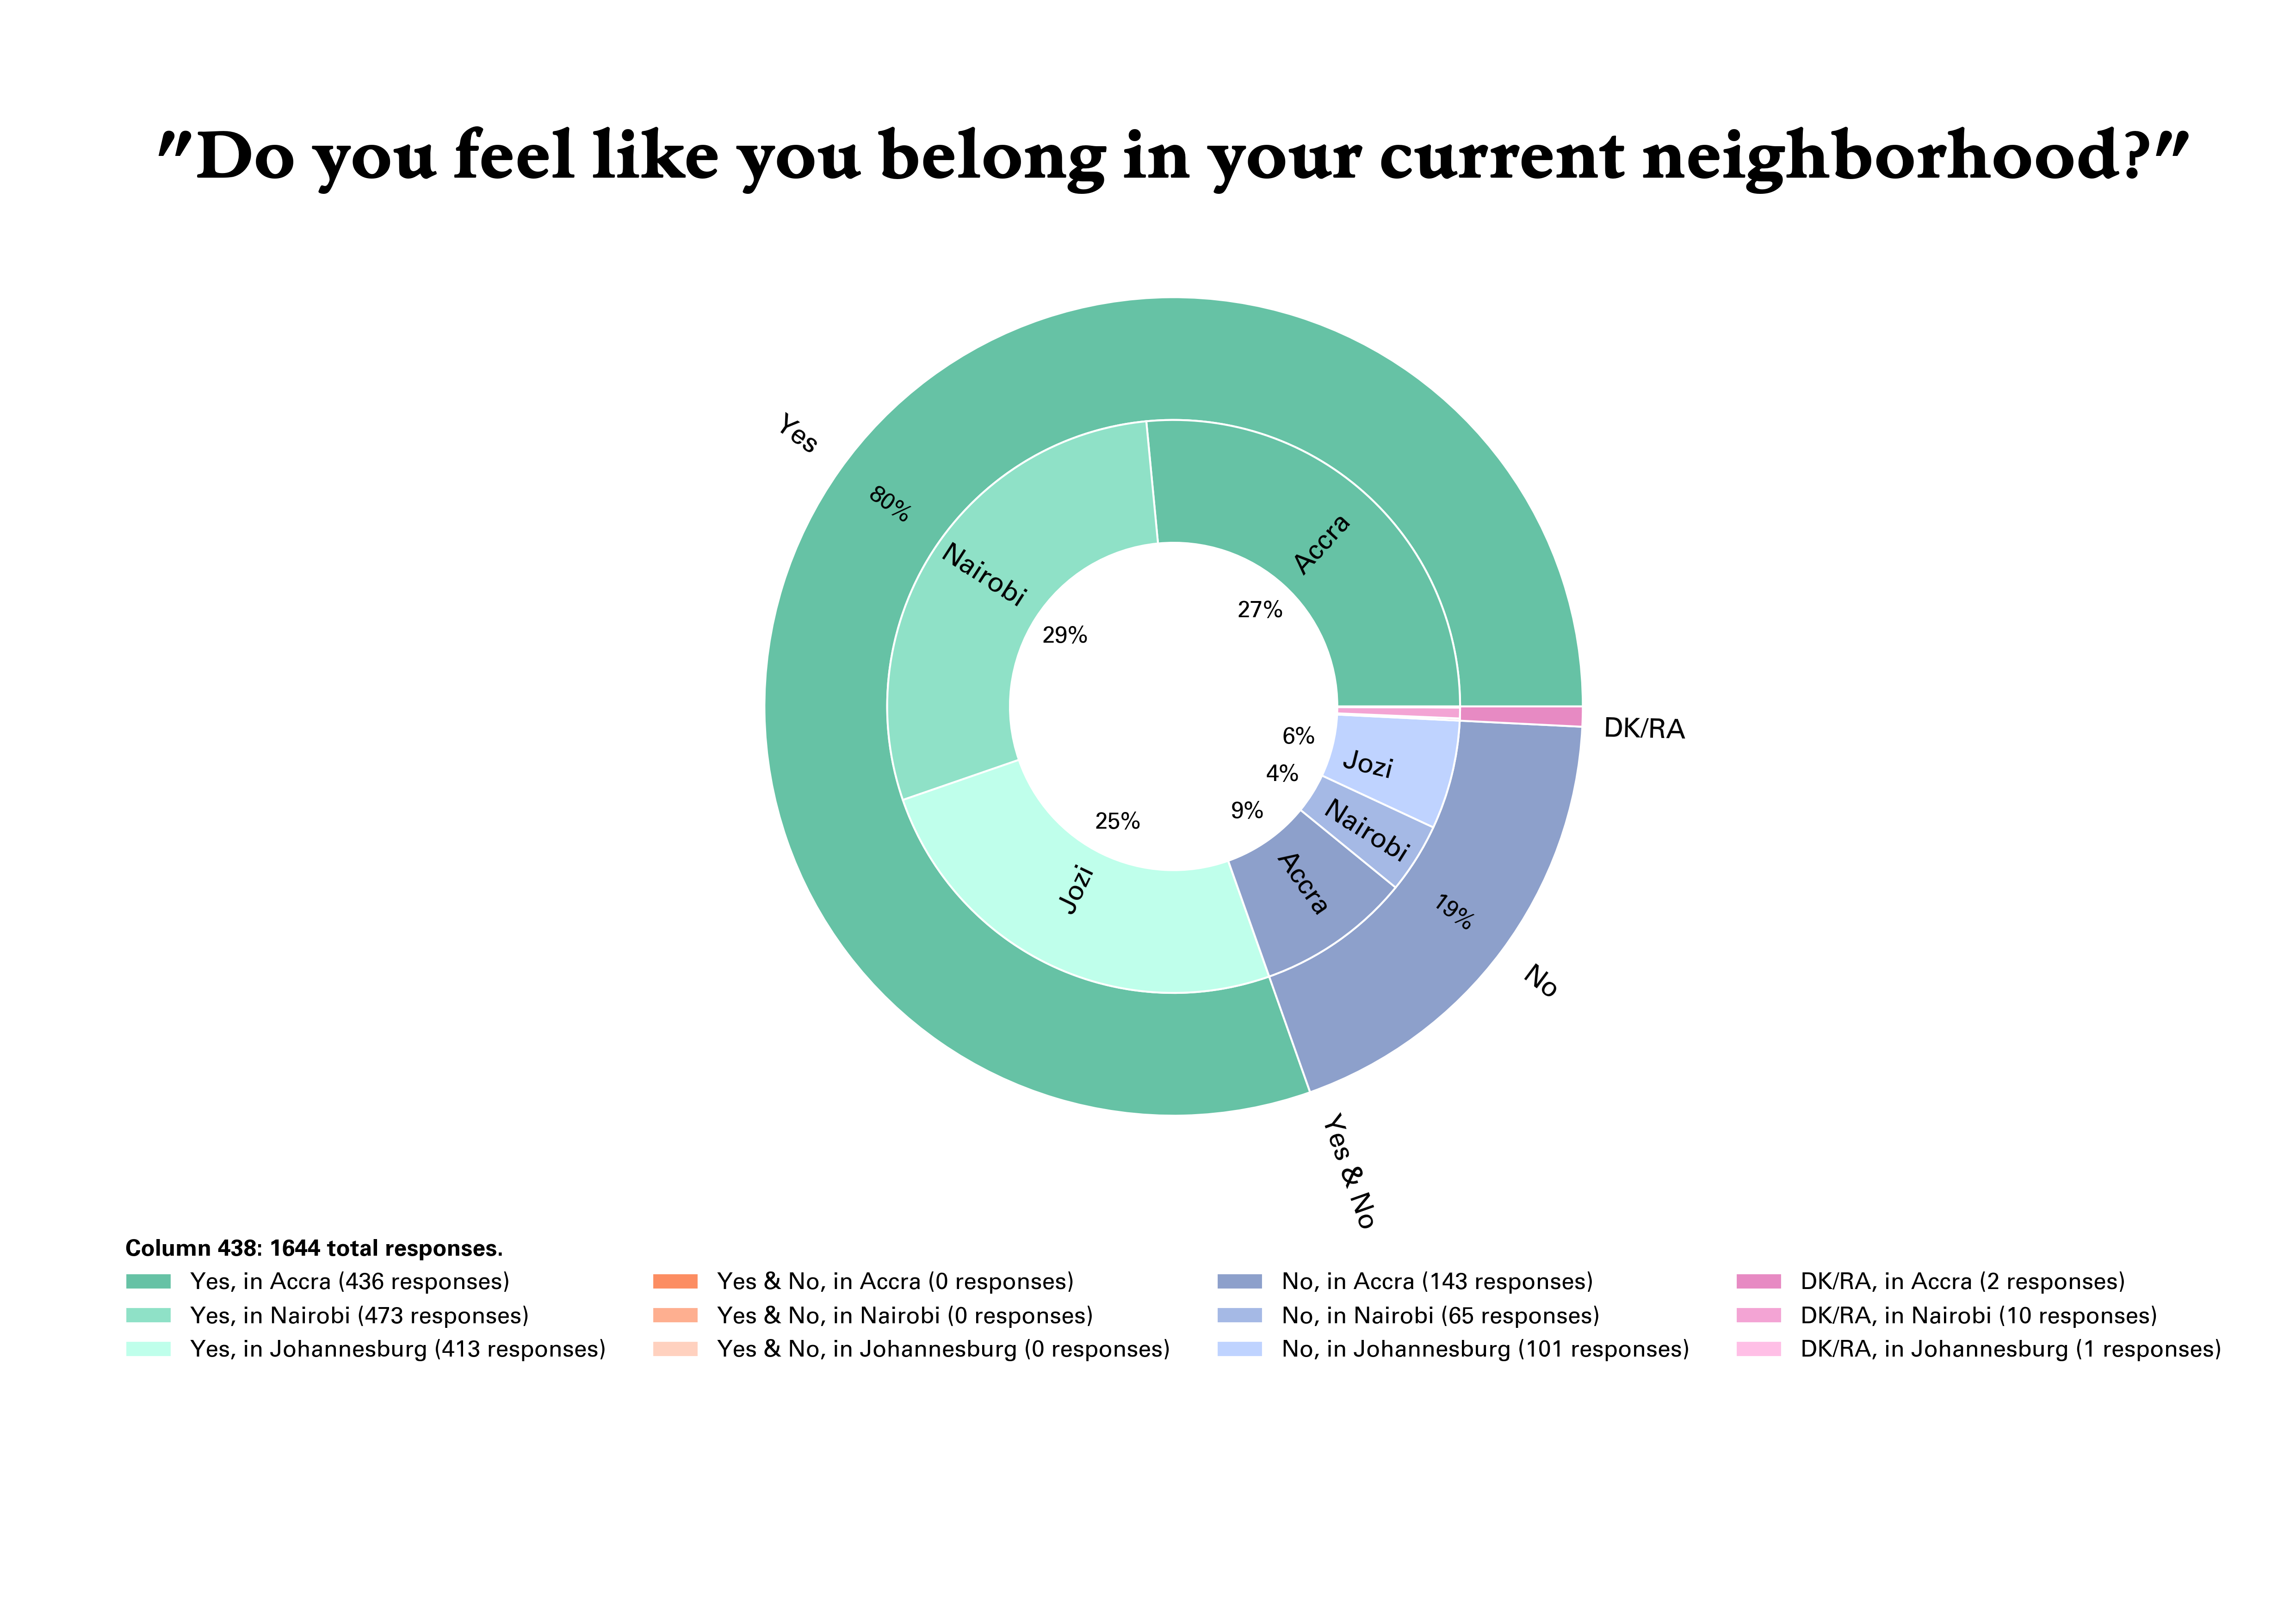 "Do you feel like you belong in your current neighborhood?"
Yes
80%
Nairobi
29%
Accra
27%
DK/RA
6%
Jozi
4%
Nairobi
9%
Accra
25%
Jozi
19%
No
Yes & No
Column 438: 1644 total responses.
Yes, in Accra (436 responses)
Yes, in Nairobi (473 responses)
Yes, in Johannesburg (413 responses)
Yes & No, in Accra (0 responses)
Yes & No, in Nairobi (0 responses)
Yes & No, in Johannesburg (0 responses)
No, in Accra (143 responses)
No, in Nairobi (65 responses)
No, in Johannesburg (101 responses)
DK/RA, in Accra (2 responses)
DK/RA, in Nairobi (10 responses)
DK/RA, in Johannesburg (1 responses)